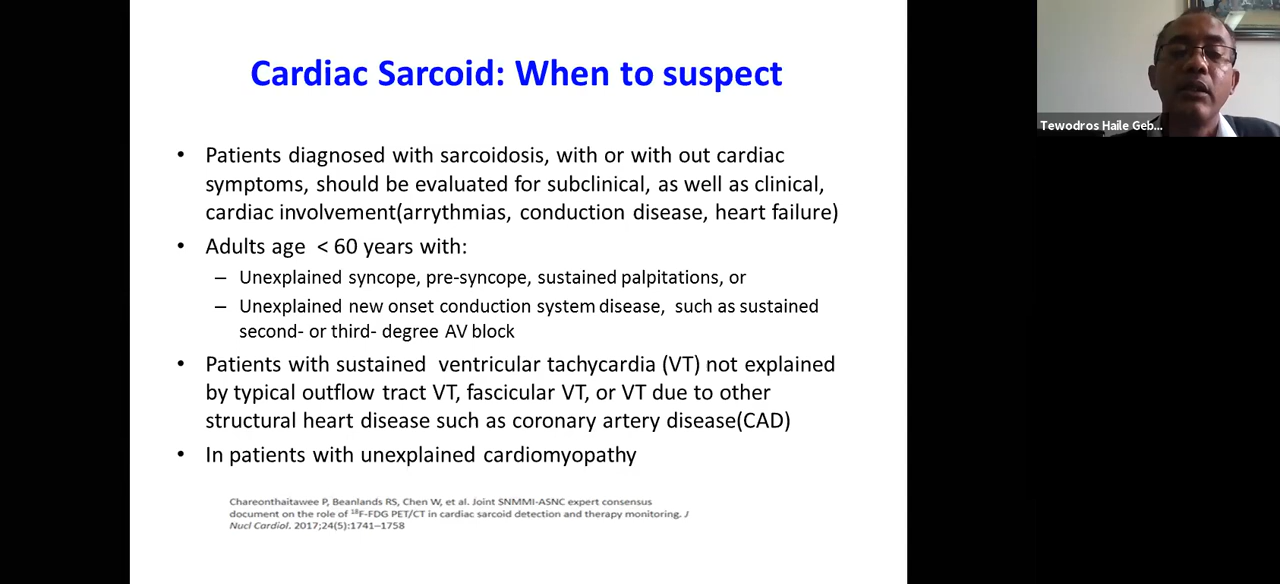 Cardiac Sarcoid: When to suspect
• Patients diagnosed with sarcoidosis, with or with out cardiac
symptoms, should be evaluated for subclinical, as well as clinical,
cardiac involvement(arrythmias, conduction disease, heart failure)
• Adults age < 60 years with:
– Unexplained syncope, pre-syncope, sustained palpitations, or
– Unexplained new onset conduction system disease, such as sustained
second- or third- degree AV block
• Patients with sustained ventricular tachycardia (VT) not explained
by typical outflow tract VT, fascicular VT, or VT due to other
structural heart disease such as coronary artery disease(CAD)
• In patients with unexplained cardiomyopathy
Chareonthaitawee P, Beanlands RS, Chen W, et al. Joint SNMMI-ASNC expert consensus
document on the role of ¹⁸F-FDG PET/CT in cardiac sarcoid detection and therapy monitoring. J
Nucl Cardiol. 2017;24(5):1741–1758
Tewodros Haile Geb...